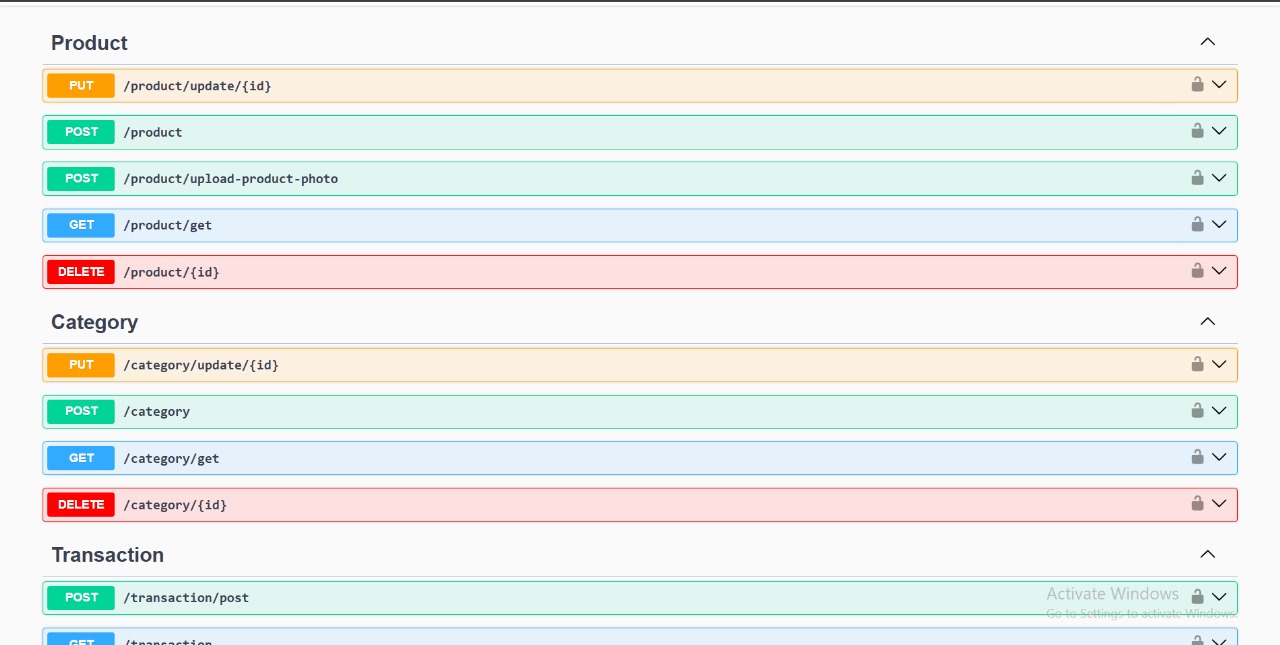 Product
PUT /product/update/{id}
POST /product
POST /product/upload-product-photo
GET /product/get
DELETE /product/{id}
Category
PUT /category/update/{id}
POST /category
GET /category/get
DELETE /category/{id}
Transaction
POST /transaction/post
Activate Windows
Go to Settings to activate Windows.
GET /transaction